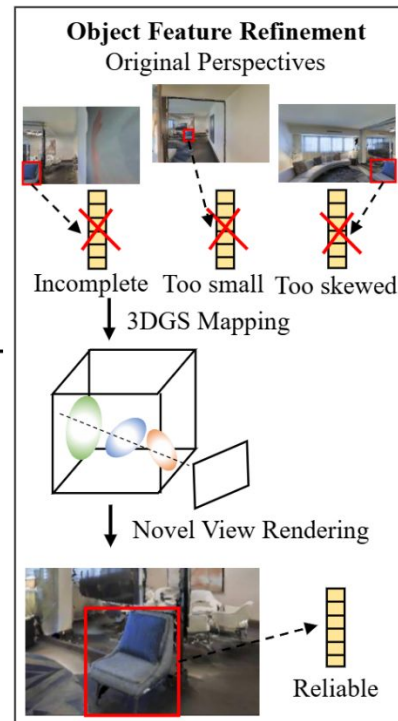 Object Feature Refinement
Original Perspectives
Incomplete Too small Too skewed
3DGS Mapping
Novel View Rendering
Reliable